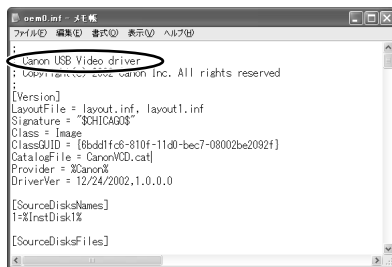 oem0.inf - メモ帳
ファイル(F) 編集(E) 書式(O) 表示(V) ヘルプ(H)
;
; Canon USB Video driver
; Copyright(c) 2002 Canon Inc. All rights reserved
;
[Version]
LayoutFile = layout.inf, layout1.inf
Signature = "$CHICAGO$"
Class = Image
ClassGUID = {6bdd1fc6-810f-11d0-bec7-08002be2092f}
CatalogFile = CanonVCD.cat
Provider = %Canon%
DriverVer = 12/24/2002,1.0.0.0
[SourceDisksNames]
1=%InstDisk1%
[SourceDisksFiles]